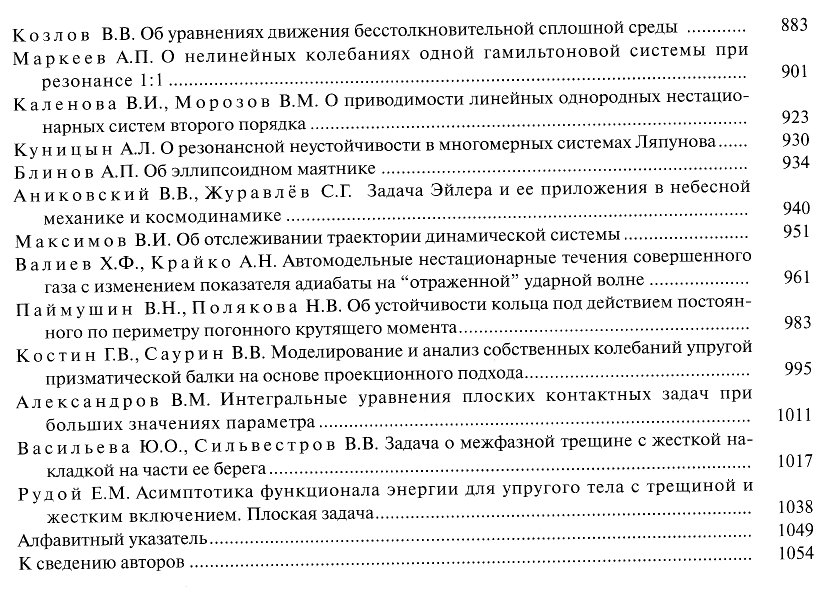 Козлов В.В. Об уравнениях движения бесстолкновительной сплошной среды ............ 883
Маркеев А.П. О нелинейных колебаниях одной гамильтоновой системы при
резонансе 1:1 ............ 901
Каленова В.И., Морозов В.М. О приводимости линейных однородных нестацио-
нарных систем второго порядка ............ 923
Куницын А.Л. О резонансной неустойчивости в многомерных системах Ляпунова...... 930
Блинов А.П. Об эллипсоидном маятнике ............ 934
Аниковский В.В., Журавлёв С.Г. Задача Эйлера и ее приложения в небесной
механике и космодинамике ............ 940
Максимов В.И. Об отслеживании траектории динамической системы ............ 951
Валиев Х.Ф., Крайко А.Н. Автомодельные нестационарные течения совершенного
газа с изменением показателя адиабаты на “отраженной” ударной волне ............ 961
Паймушин В.Н., Полякова Н.В. Об устойчивости кольца под действием постоян-
ного по периметру погонного крутящего момента............ 983
Костин Г.В., Саурин В.В. Моделирование и анализ собственных колебаний упругой
призматической балки на основе проекционного подхода............ 995
Александров В.М. Интегральные уравнения плоских контактных задач при
больших значениях параметра ............ 1011
Васильева Ю.О., Сильвестров В.В. Задача о межфазной трещине с жесткой на-
кладкой на части ее берега............ 1017
Рудой Е.М. Асимптотика функционала энергии для упругого тела с трещиной и
жестким включением. Плоская задача............ 1038
Алфавитный указатель............ 1049
К сведению авторов ............ 1054